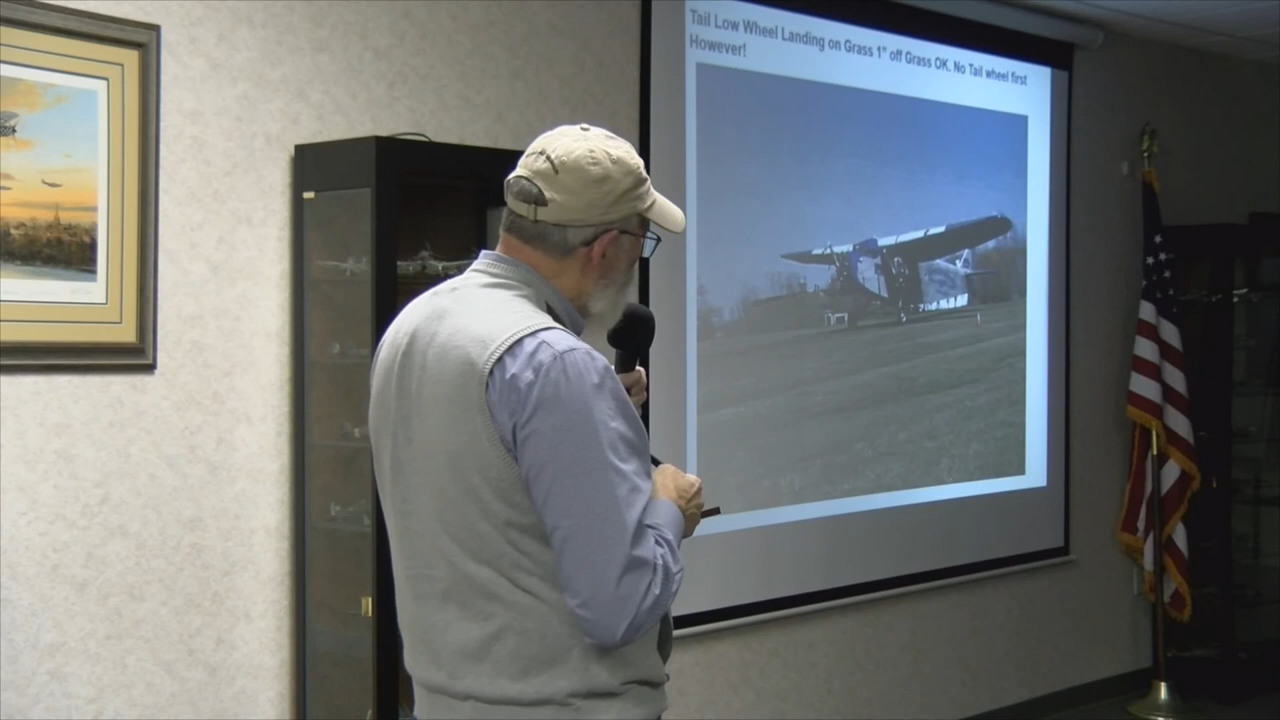 Tail Low Wheel Landing on Grass 1" off Grass OK. No Tail wheel first
However!